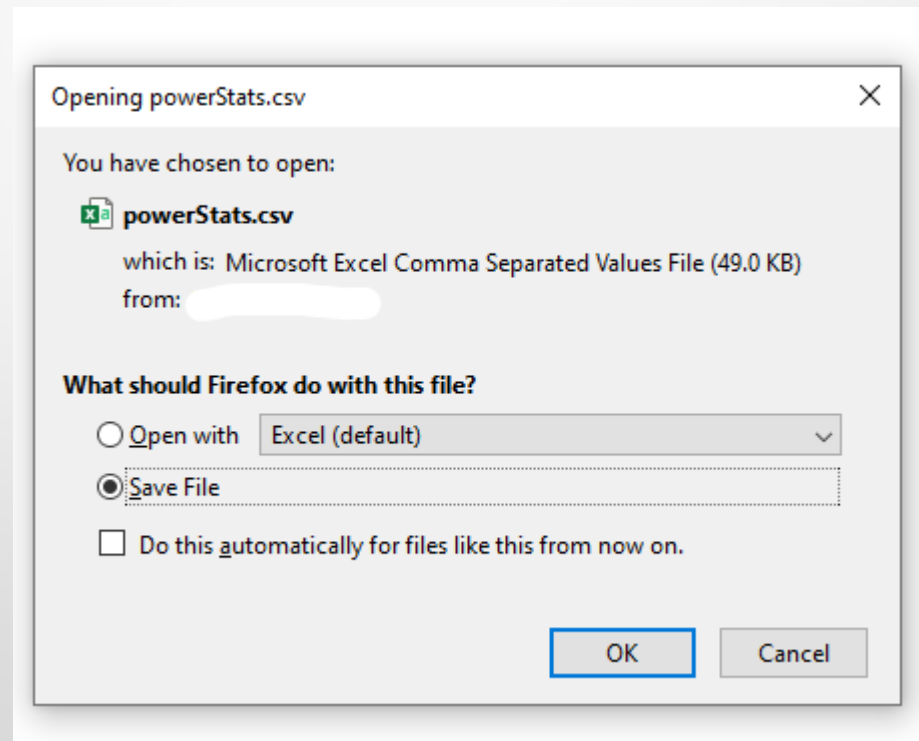 Opening powerStats.csv
You have chosen to open:
powerStats.csv
which is: Microsoft Excel Comma Separated Values File (49.0 KB)
from:
What should Firefox do with this file?
Open with Excel (default)
Save File
Do this automatically for files like this from now on.
OK Cancel